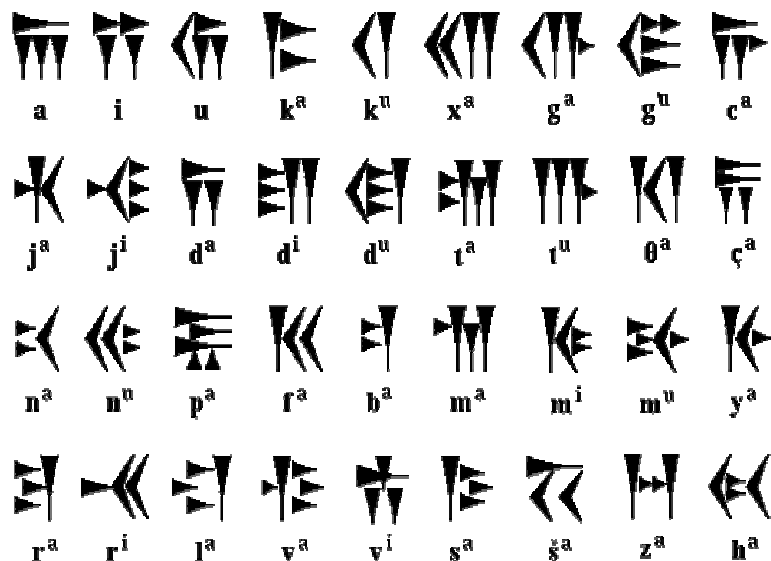 𐎠 𐎡 𐎢 𐎣 𐎤 𐎧 𐎥 𐎦 𐎨
a i u kᵃ kᵘ xᵃ gᵃ gᵘ cᵃ
𐎩 𐎪 𐎭 𐎮 𐎯 𐎫 𐎬 𐎰 𐏂
jᵃ jⁱ dᵃ dⁱ dᵘ tᵃ tᵘ θᵃ çᵃ
𐎴 𐎵 𐎱 𐎳 𐎲 𐎶 𐎷 𐎸 𐎹
nᵃ nᵘ pᵃ fᵃ bᵃ mᵃ mⁱ mᵘ yᵃ
𐎼 𐎽 𐎾 𐎺 𐎻 𐎿 𐏁 𐏀 𐏃
rᵃ rⁱ lᵃ vᵃ vⁱ sᵃ šᵃ zᵃ hᵃ